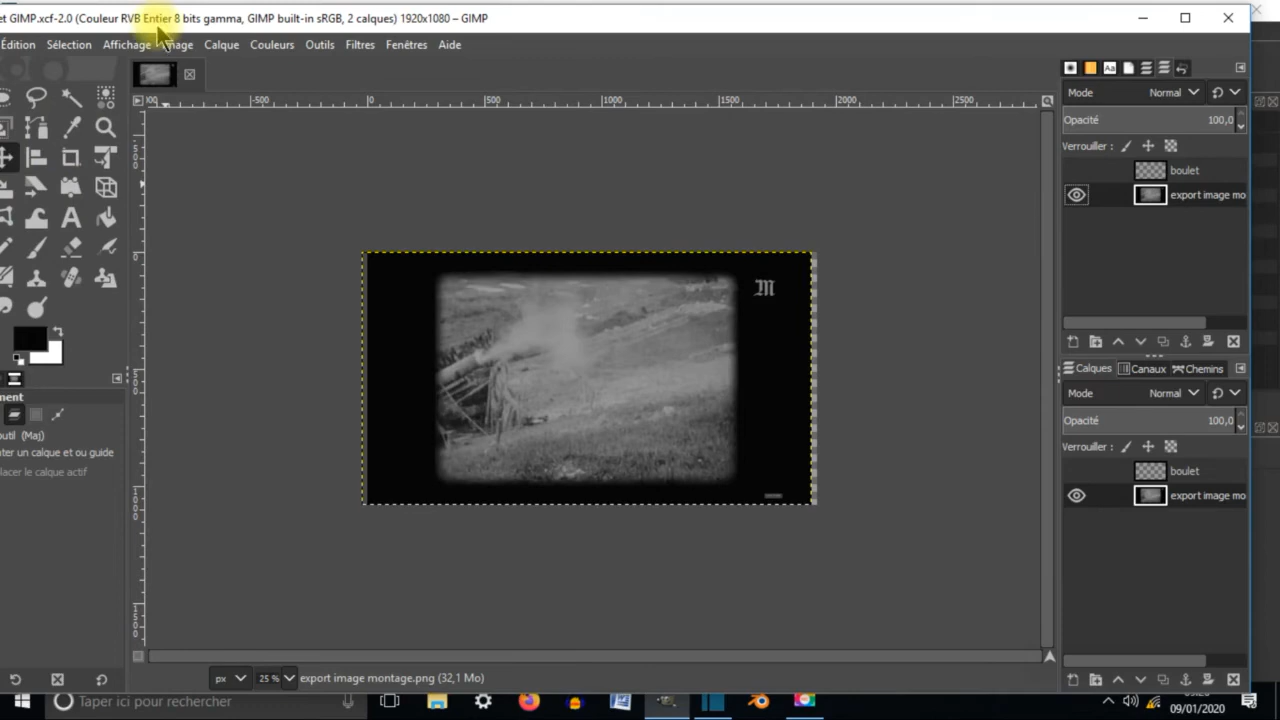 et GIMP.xcf-2.0 (Couleur RVB Entier 8 bits gamma, GIMP built-in sRGB, 2 calques) 1920x1080 – GIMP
Édition Sélection Affichage Image Calque Couleurs Outils Filtres Fenêtres Aide
-500 0 500 1000 1500 2000 2500
Mode Normal
Opacité 100,0
Verrouiller :
boulet
export image mo
M
Calques Canaux Chemins
Mode Normal
Opacité 100,0
Verrouiller :
boulet
export image mo
ment
outil (Maj)
nter un calque et ou guide
lacer le calque actif
px 25 % export image montage.png (32,1 Mo)
Taper ici pour rechercher
09/01/2020